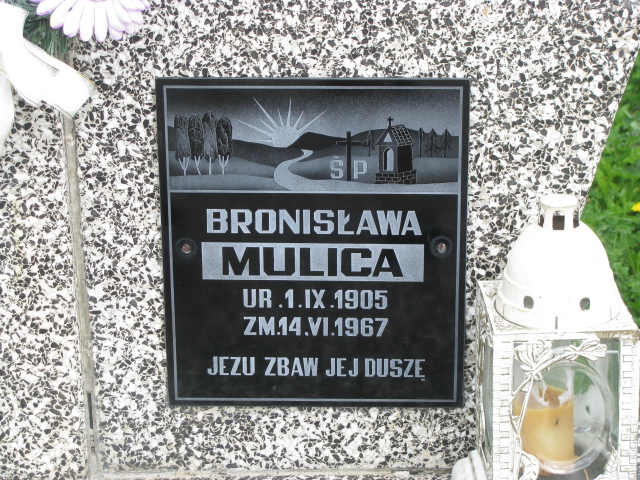 ŚP
BRONISŁAWA
MULICA
UR.1.IX.1905
ZM.14.VI.1967
JEZU ZBAW JEJ DUSZĘ